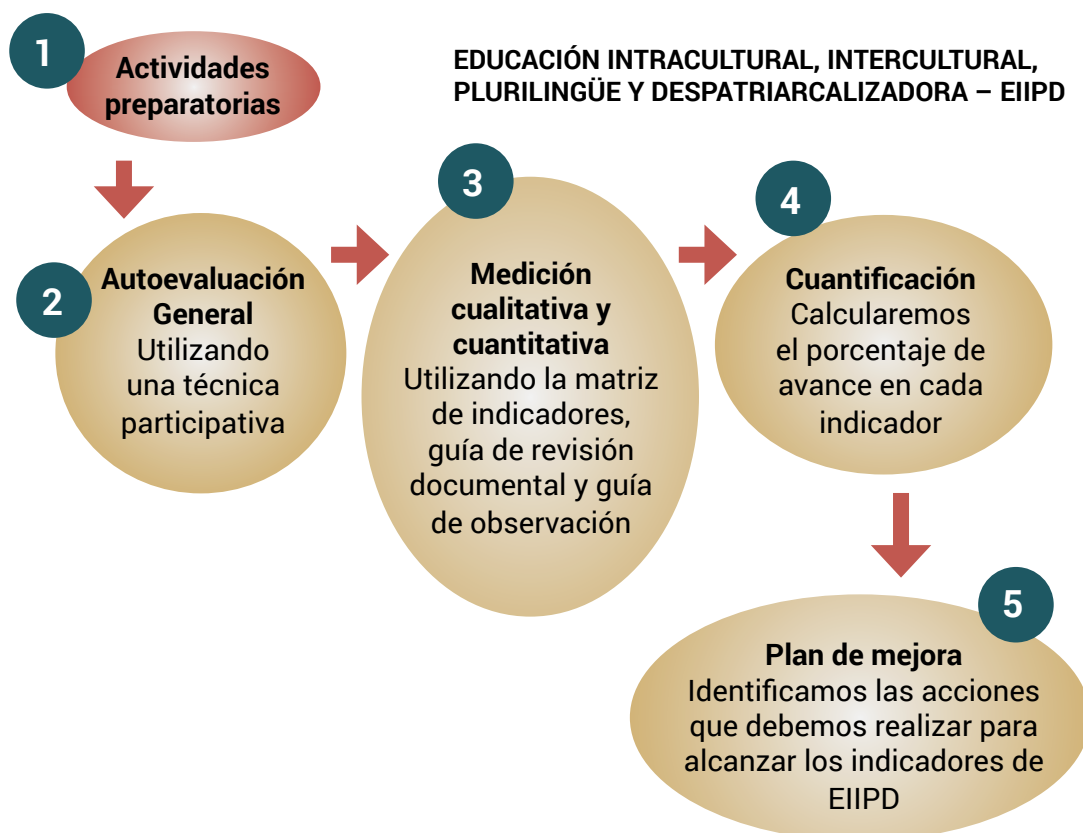 1
Actividades
preparatorias
EDUCACIÓN INTRACULTURAL, INTERCULTURAL,
PLURILINGÜE Y DESPATRIARCALIZADORA – EIIPD
2
Autoevaluación
General
Utilizando
una técnica
participativa
3
Medición
cualitativa y
cuantitativa
Utilizando la matriz
de indicadores,
guía de revisión
documental y guía
de observación
4
Cuantificación
Calcularemos
el porcentaje de
avance en cada
indicador
5
Plan de mejora
Identificamos las acciones
que debemos realizar para
alcanzar los indicadores de
EIIPD